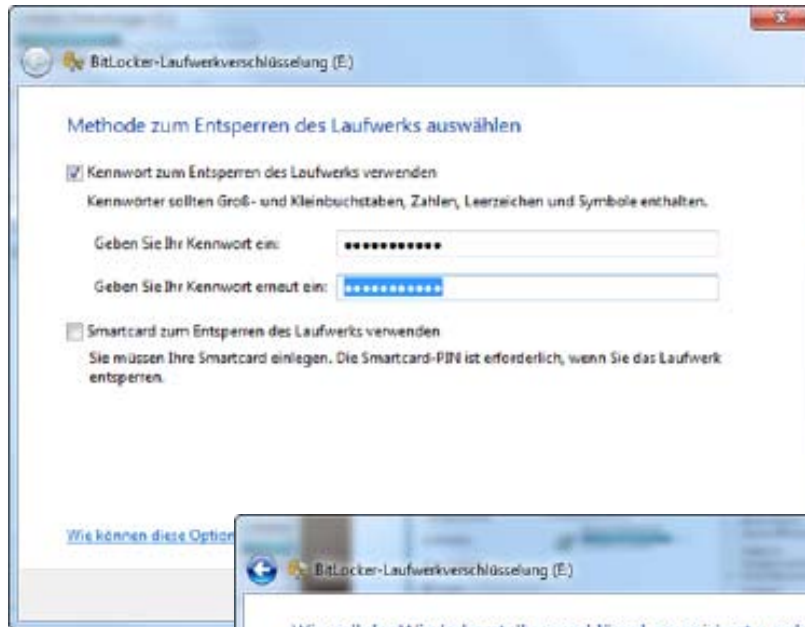 BitLocker-Laufwerkverschlüsselung (E:)
Methode zum Entsperren des Laufwerks auswählen
Kennwort zum Entsperren des Laufwerks verwenden
Kennwörter sollten Groß- und Kleinbuchstaben, Zahlen, Leerzeichen und Symbole enthalten.
Geben Sie Ihr Kennwort ein:
Geben Sie Ihr Kennwort erneut ein:
Smartcard zum Entsperren des Laufwerks verwenden
Sie müssen Ihre Smartcard einlegen. Die Smartcard-PIN ist erforderlich, wenn Sie das Laufwerk
entsperren.
Wie können diese Option
BitLocker-Laufwerkverschlüsselung (E:)